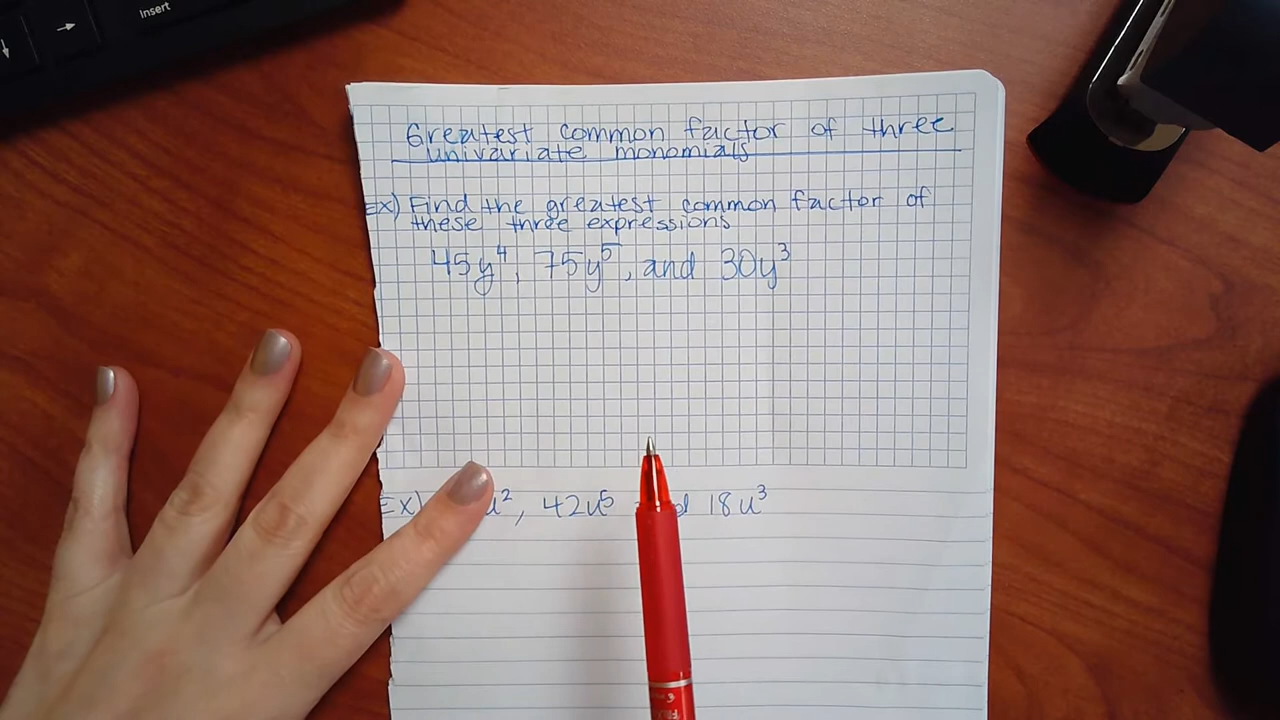 Insert
Greatest common factor of three
univariate monomials
Ex) Find the greatest common factor of
these three expressions
45y⁴, 75y⁵, and 30y³
Ex) u², 42u⁵ 18u³